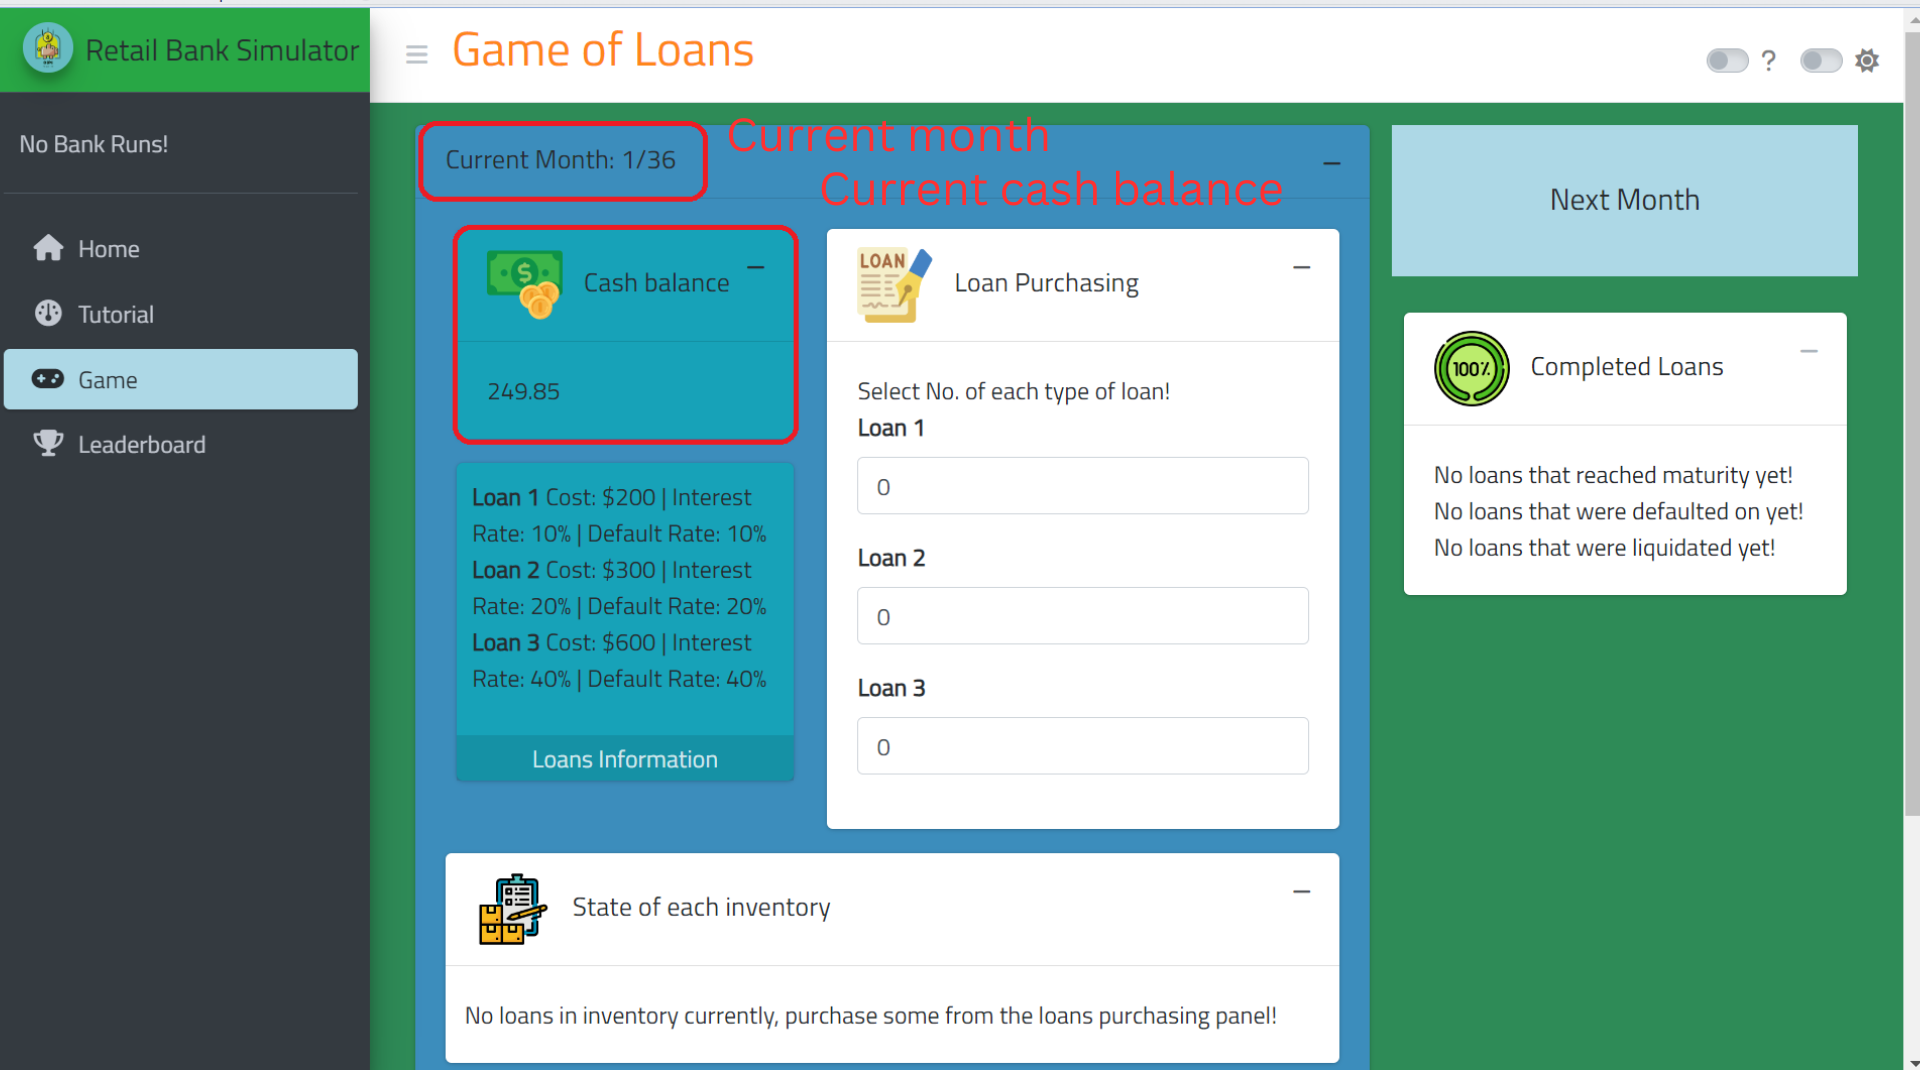 Retail Bank Simulator
Game of Loans
?
No Bank Runs!
Home
Tutorial
Game
Leaderboard
Current Month: 1/36
Current month
Current cash balance
Cash balance
249.85
Loan 1 Cost: $200 | Interest
Rate: 10% | Default Rate: 10%
Loan 2 Cost: $300 | Interest
Rate: 20% | Default Rate: 20%
Loan 3 Cost: $600 | Interest
Rate: 40% | Default Rate: 40%
Loans Information
LOAN
Loan Purchasing
Select No. of each type of loan!
Loan 1
0
Loan 2
0
Loan 3
0
Next Month
100%
Completed Loans
No loans that reached maturity yet!
No loans that were defaulted on yet!
No loans that were liquidated yet!
State of each inventory
No loans in inventory currently, purchase some from the loans purchasing panel!